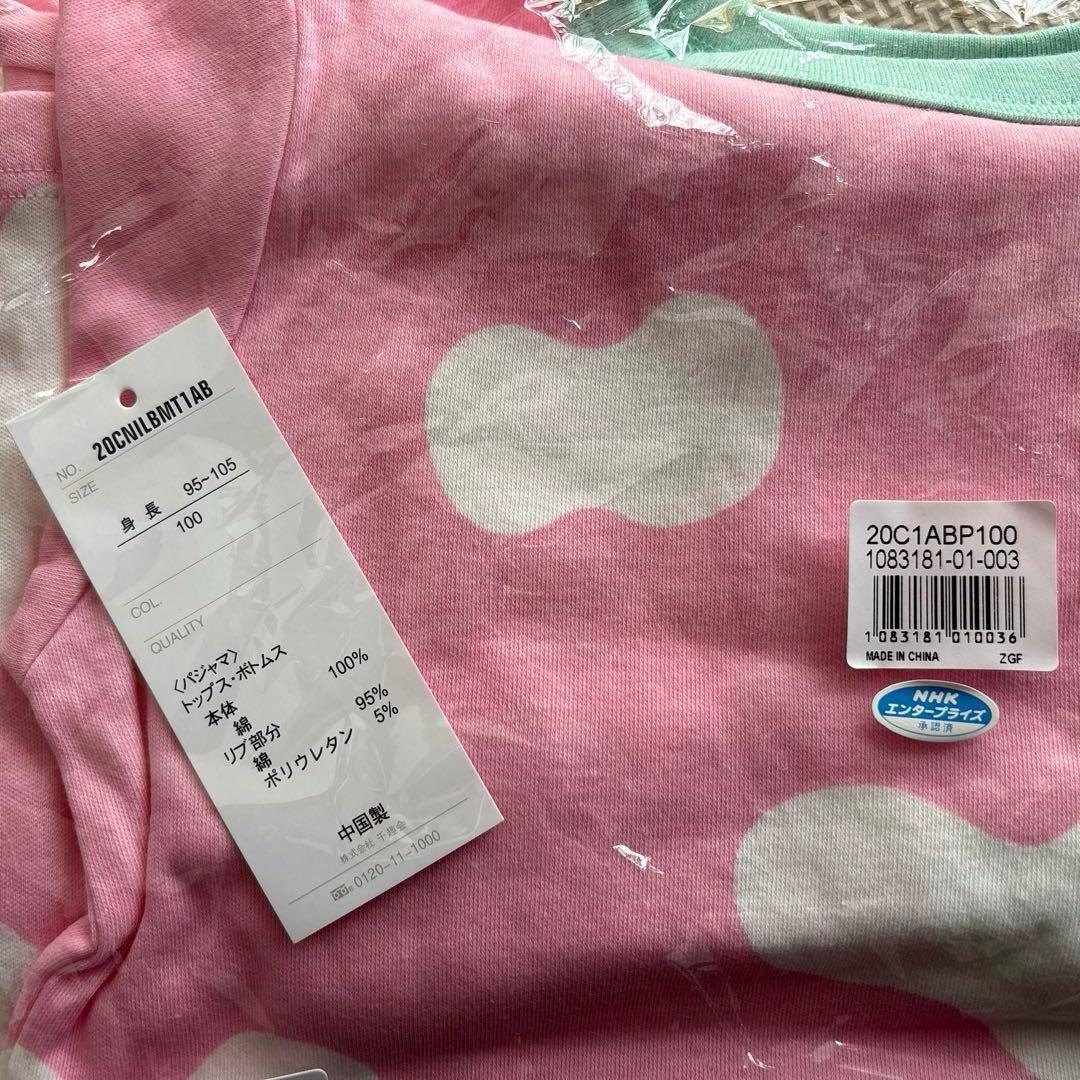 NO. 20CNILBMT1AB
SIZE
身長 95~105
100
COL.
QUALITY
〈パジャマ〉
トップス・ボトムス
本体
綿 100%
リブ部分
綿 95%
ポリウレタン 5%
中国製
株式会社 千趣会
0120-11-1000
20C1ABP100
1083181-01-003
1 083181 010036
MADE IN CHINA ZGF
NHK
エンタープライズ
承認済